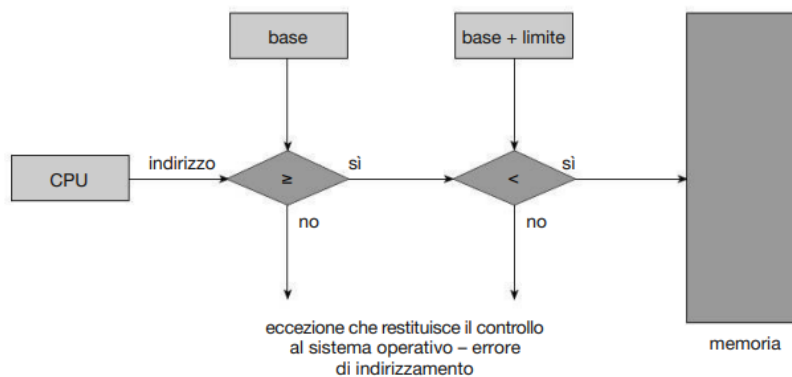 base
base + limite
CPU
indirizzo
≥
sì
<
sì
no
no
eccezione che restituisce il controllo
al sistema operativo – errore
di indirizzamento
memoria